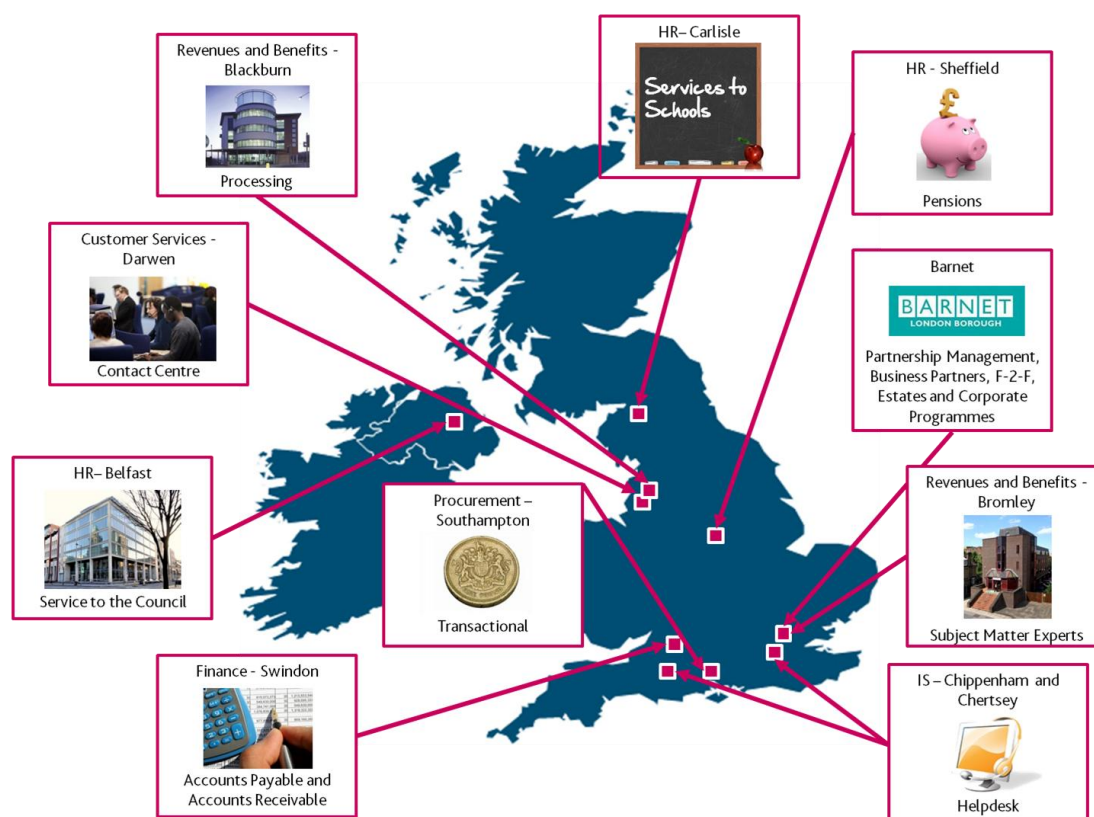 Revenues and Benefits -
Blackburn
Processing
HR– Carlisle
Services to
Schools
HR - Sheffield
£
Pensions
Customer Services -
Darwen
Contact Centre
Barnet
BARNET
LONDON BOROUGH
Partnership Management,
Business Partners, F-2-F,
Estates and Corporate
Programmes
HR– Belfast
Service to the Council
Procurement –
Southampton
Transactional
Revenues and Benefits -
Bromley
Subject Matter Experts
Finance - Swindon
Accounts Payable and
Accounts Receivable
IS – Chippenham and
Chertsey
Helpdesk